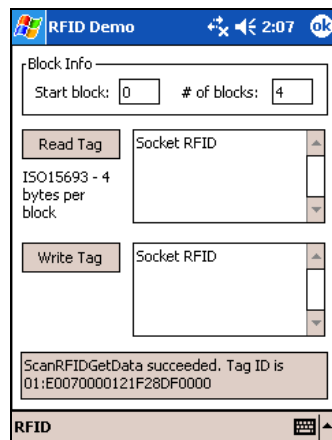 RFID Demo 2:07 ok
Block Info
Start block: 0 # of blocks: 4
Read Tag
Socket RFID
ISO15693 - 4
bytes per
block
Write Tag
Socket RFID
ScanRFIDGetData succeeded. Tag ID is
01:E0070000121F28DF0000
RFID